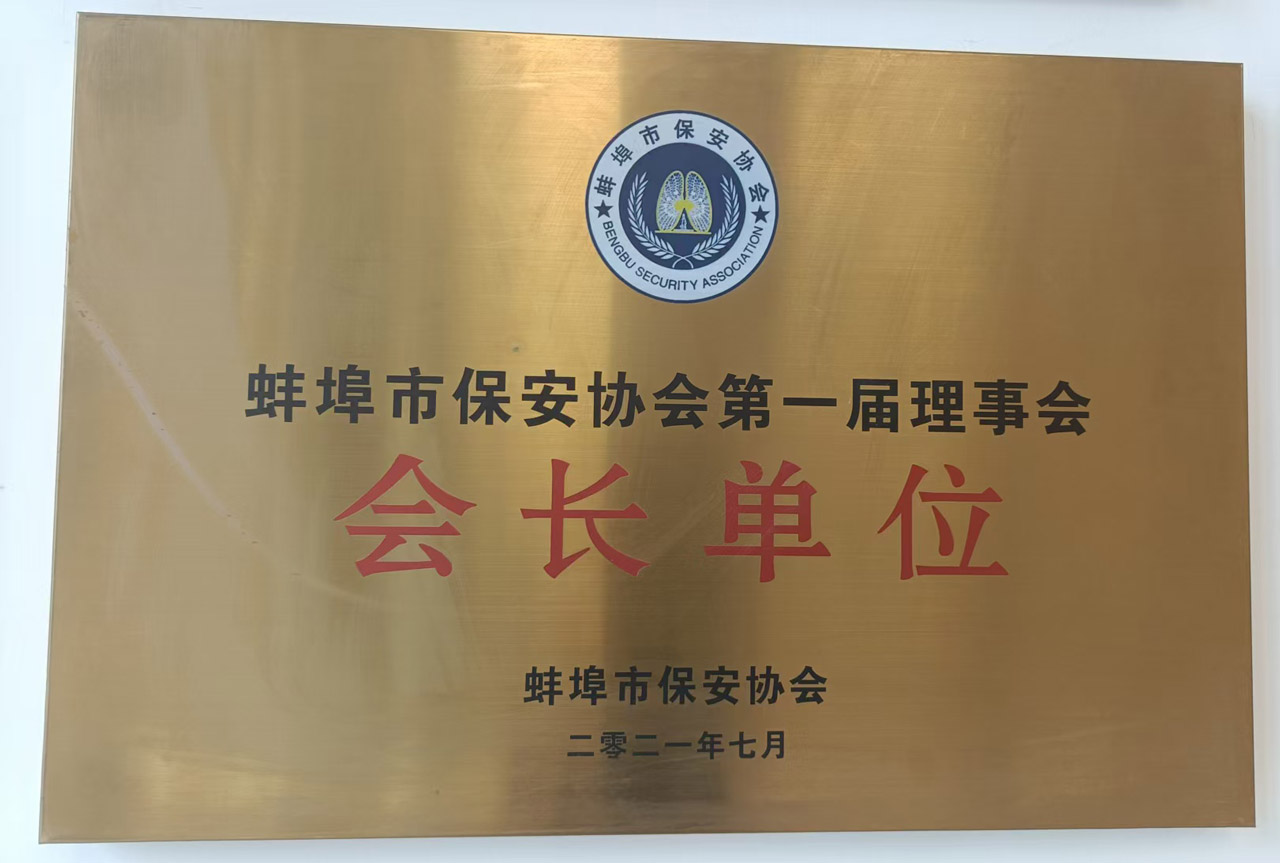 蚌埠市保安协会
BENGBU SECURITY ASSOCIATION
蚌埠市保安协会第一届理事会
会长单位
蚌埠市保安协会
二零二一年七月